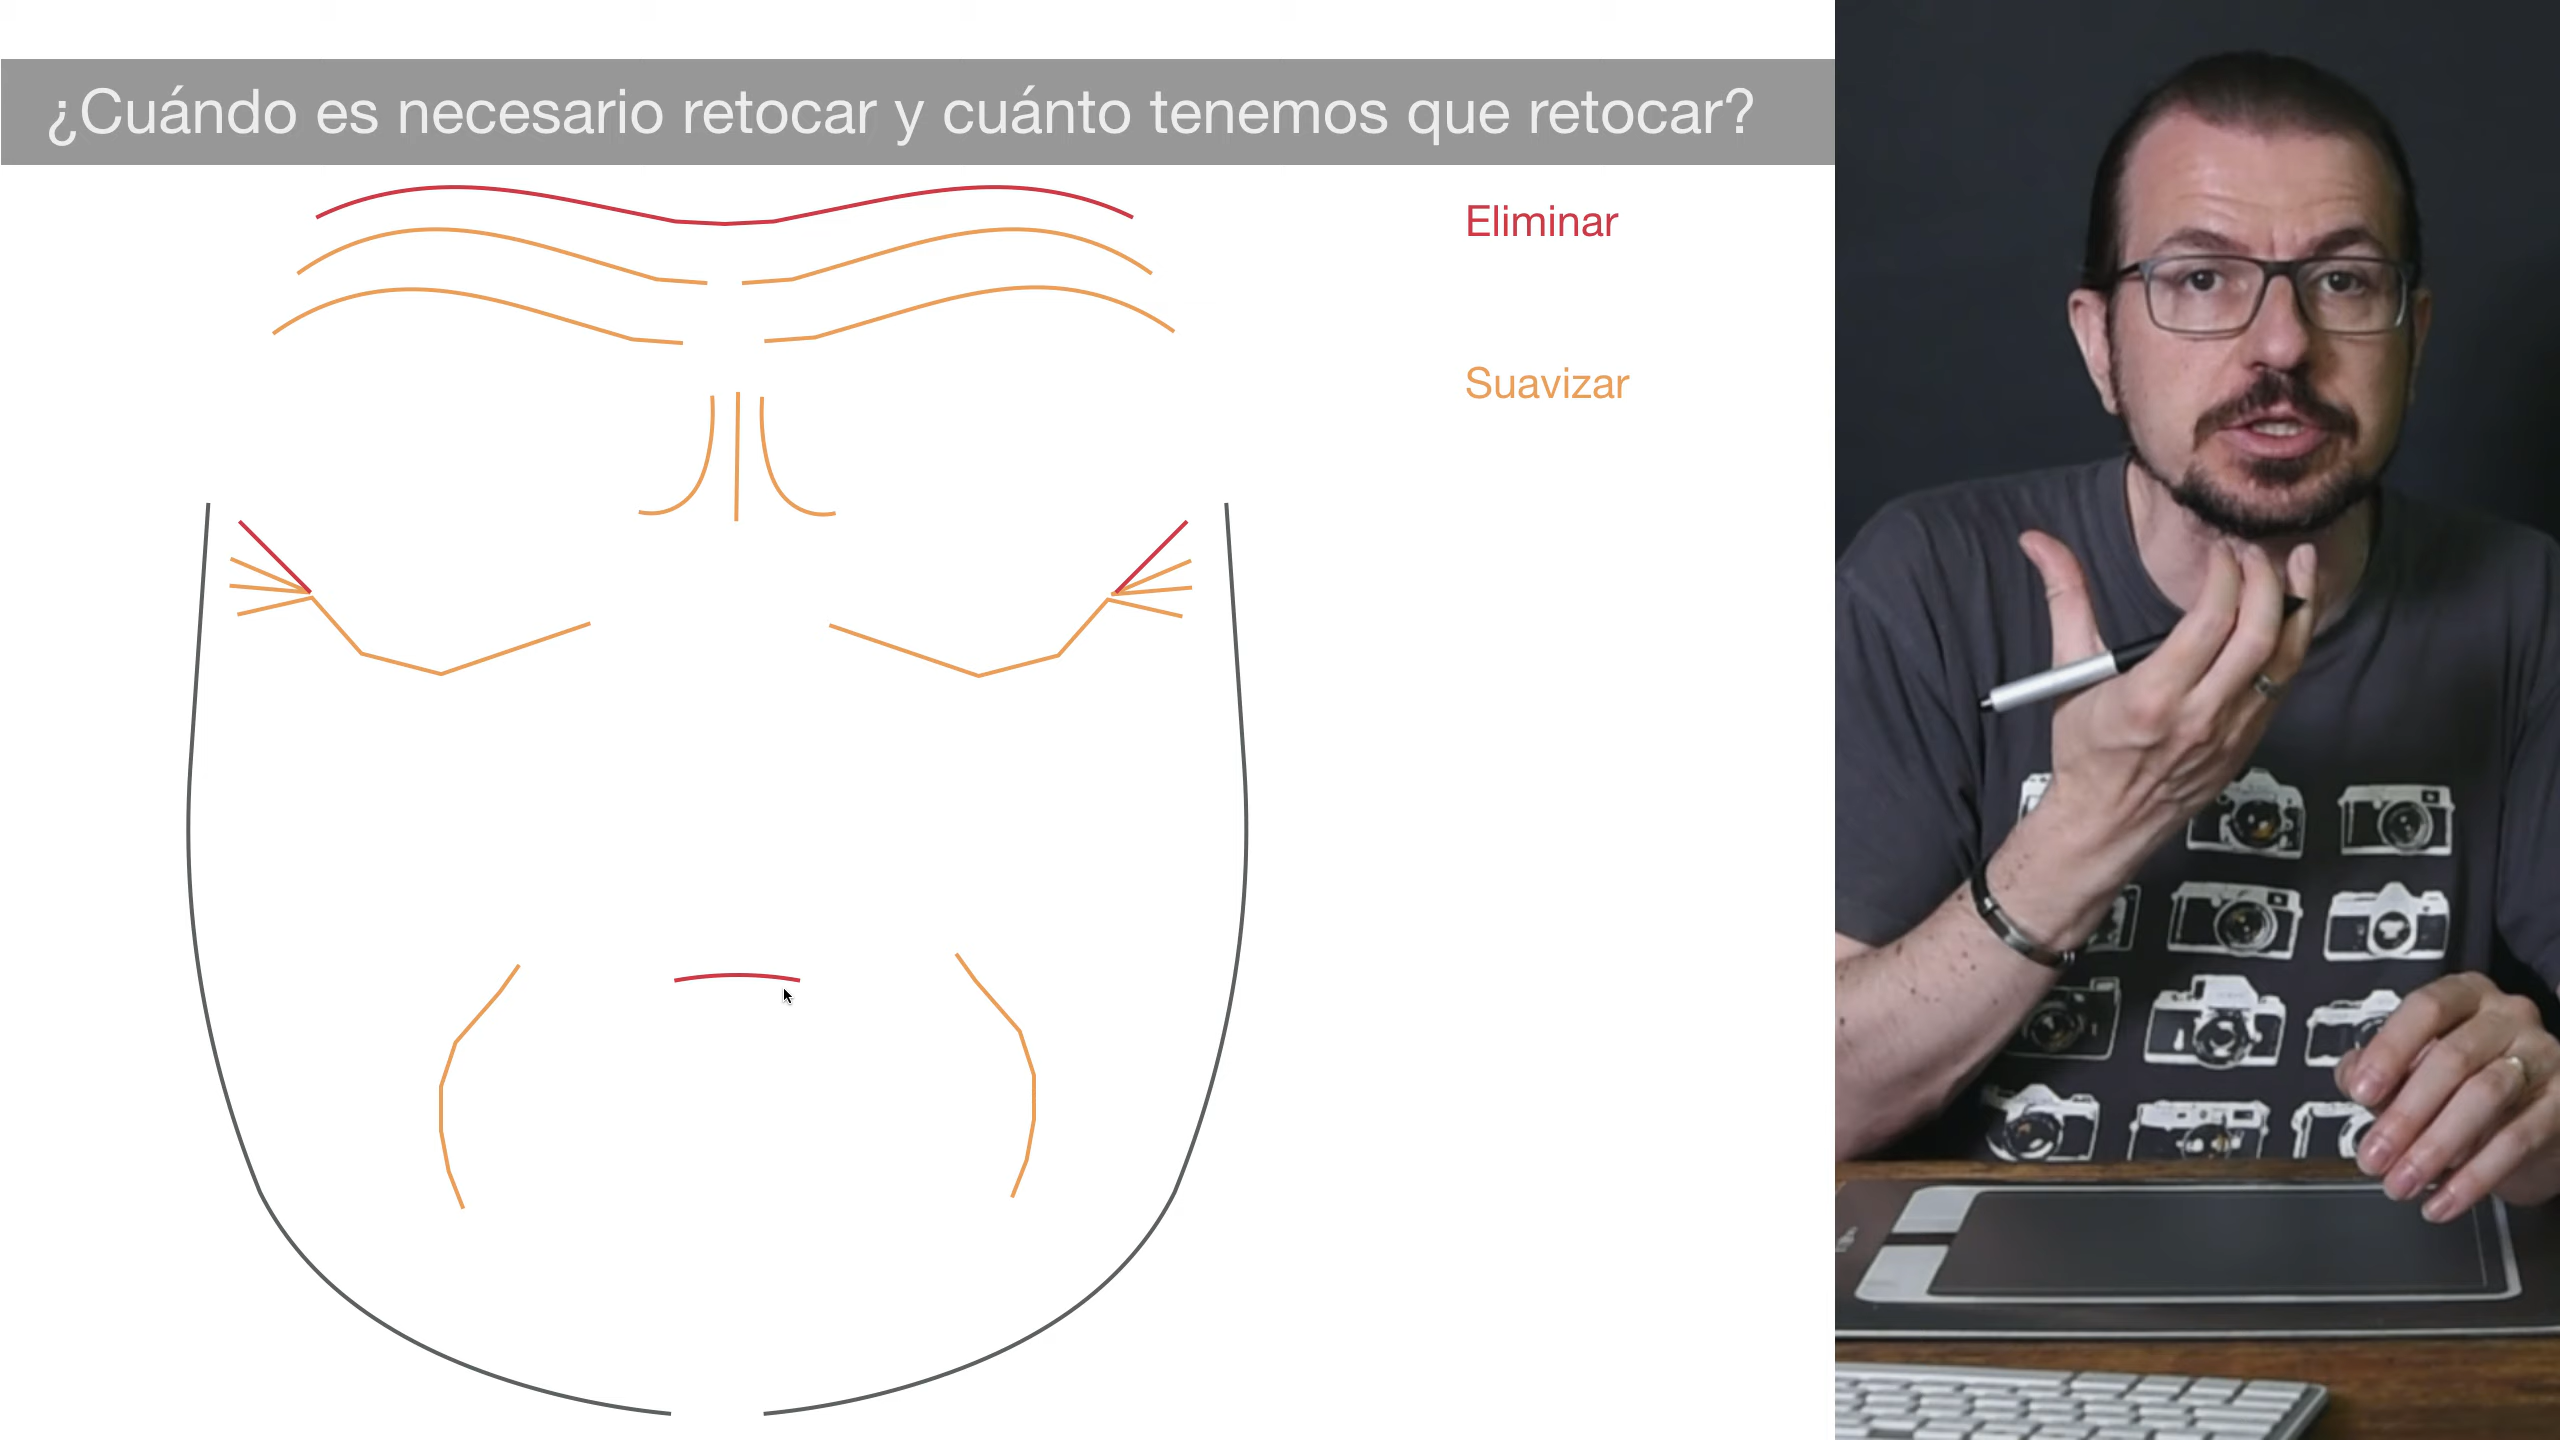 ¿Cuándo es necesario retocar y cuánto tenemos que retocar?
Eliminar
Suavizar